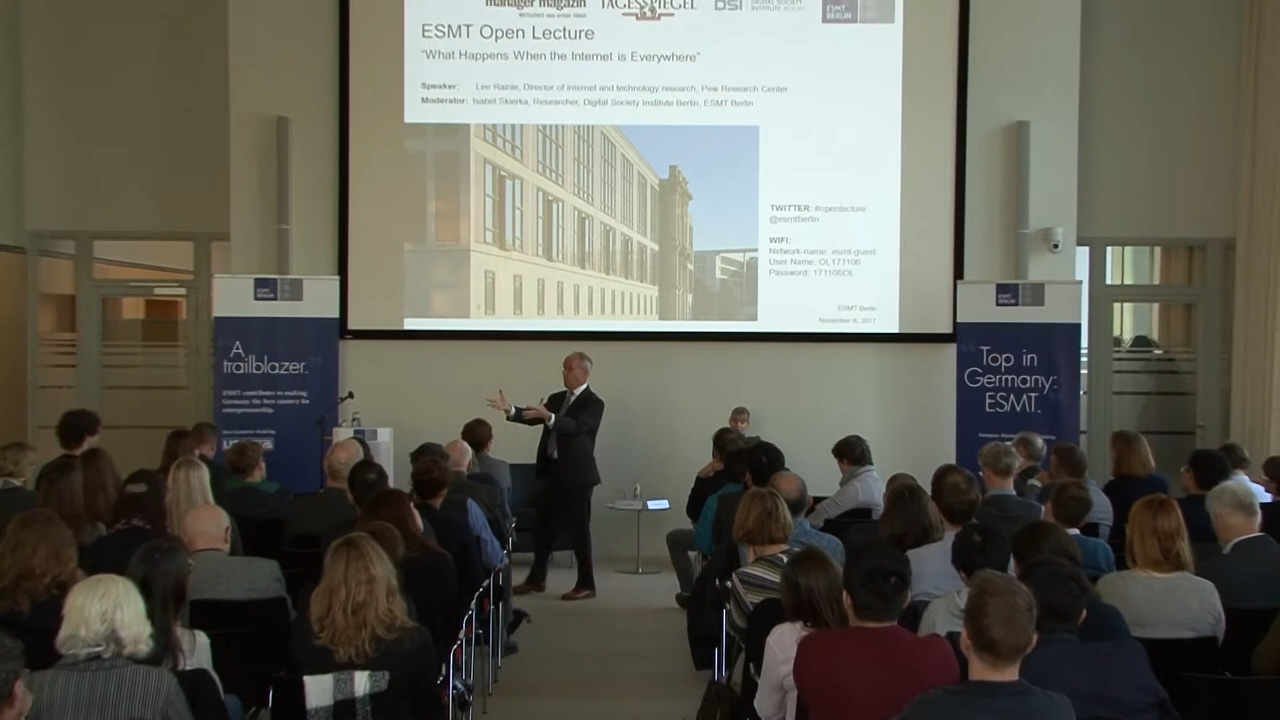 manager magazin
TAGESSPIEGEL
DSI DIGITAL SOCIETY
INSTITUTE BERLIN
ESMT
BERLIN
ESMT Open Lecture
"What Happens When the Internet is Everywhere"
Speaker: Lee Rainie, Director of internet and technology research, Pew Research Center
Moderator: Isabel Skierka, Researcher, Digital Society Institute Berlin, ESMT Berlin
TWITTER: #openlecture
@esmtberlin
WIFI:
Network-name: esmt-guest
User Name: OL171106
Password: 171106OL
ESMT Berlin
November 6, 2017
ESMT
BERLIN
A
trailblazer.
ESMT contributes to making
Germany the best country for
entrepreneurship.
ESMT
BERLIN
"Top in
Germany:
ESMT.